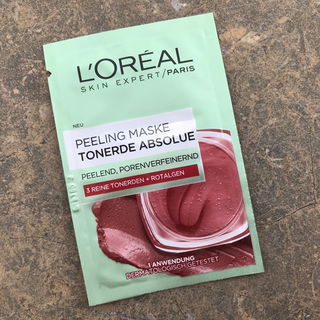 L'ORÉAL
SKIN EXPERT/PARIS
NEU
PEELING MASKE
TONERDE ABSOLUE
PEELEND, PORENVERFEINERND
3 REINE TONERDEN + ROTALGEN
1 ANWENDUNG
DERMATOLOGISCH GETESTET